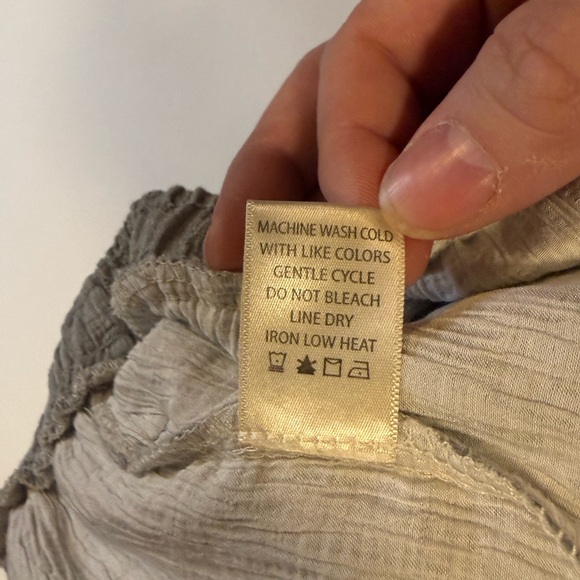 MACHINE WASH COLD
WITH LIKE COLORS
GENTLE CYCLE
DO NOT BLEACH
LINE DRY
IRON LOW HEAT